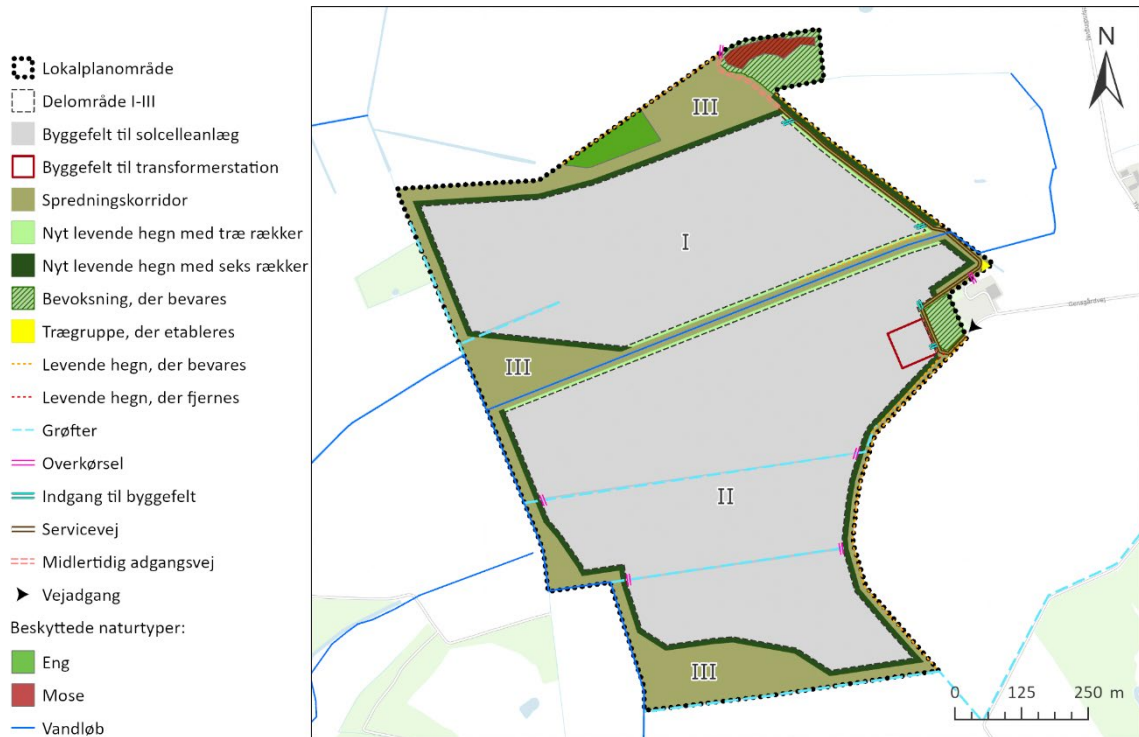 Lokalplanområde
Delområde I-III
Byggefelt til solcelleanlæg
Byggefelt til transformerstation
Spredningskorridor
Nyt levende hegn med træ rækker
Nyt levende hegn med seks rækker
Bevoksning, der bevares
Trægruppe, der etableres
Levende hegn, der bevares
Levende hegn, der fjernes
Grøfter
Overkørsel
Indgang til byggefelt
Servicevej
Midlertidig adgangsvej
Vejadgang
Beskyttede naturtyper:
Eng
Mose
Vandløb
N
III
I
III
II
III
0 125 250 m